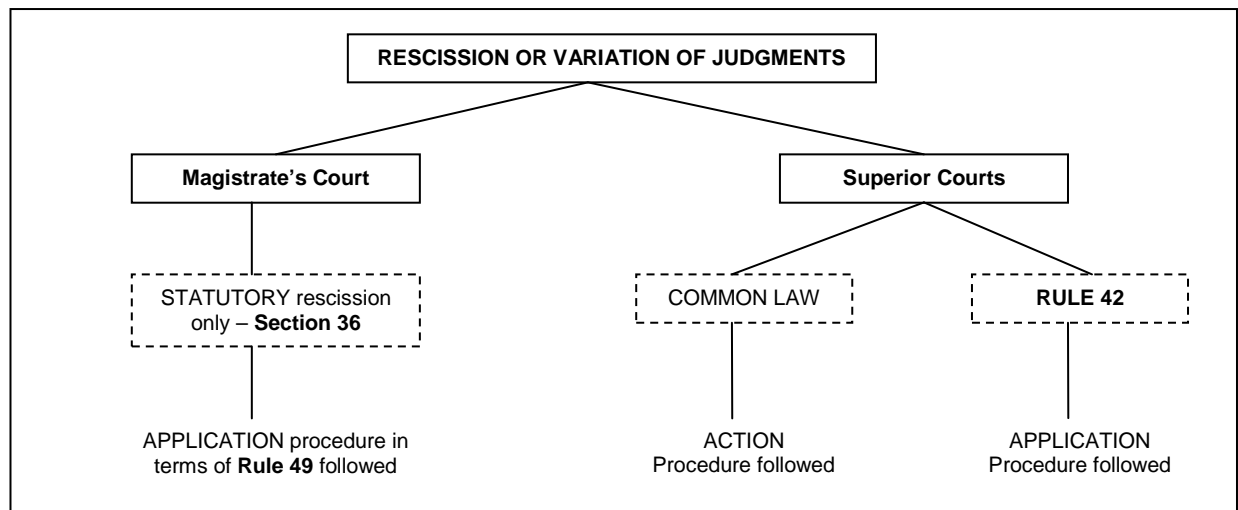 RESCISSION OR VARIATION OF JUDGMENTS
Magistrate's Court
Superior Courts
STATUTORY rescission
only – Section 36
COMMON LAW
RULE 42
APPLICATION procedure in
terms of Rule 49 followed
ACTION
Procedure followed
APPLICATION
Procedure followed